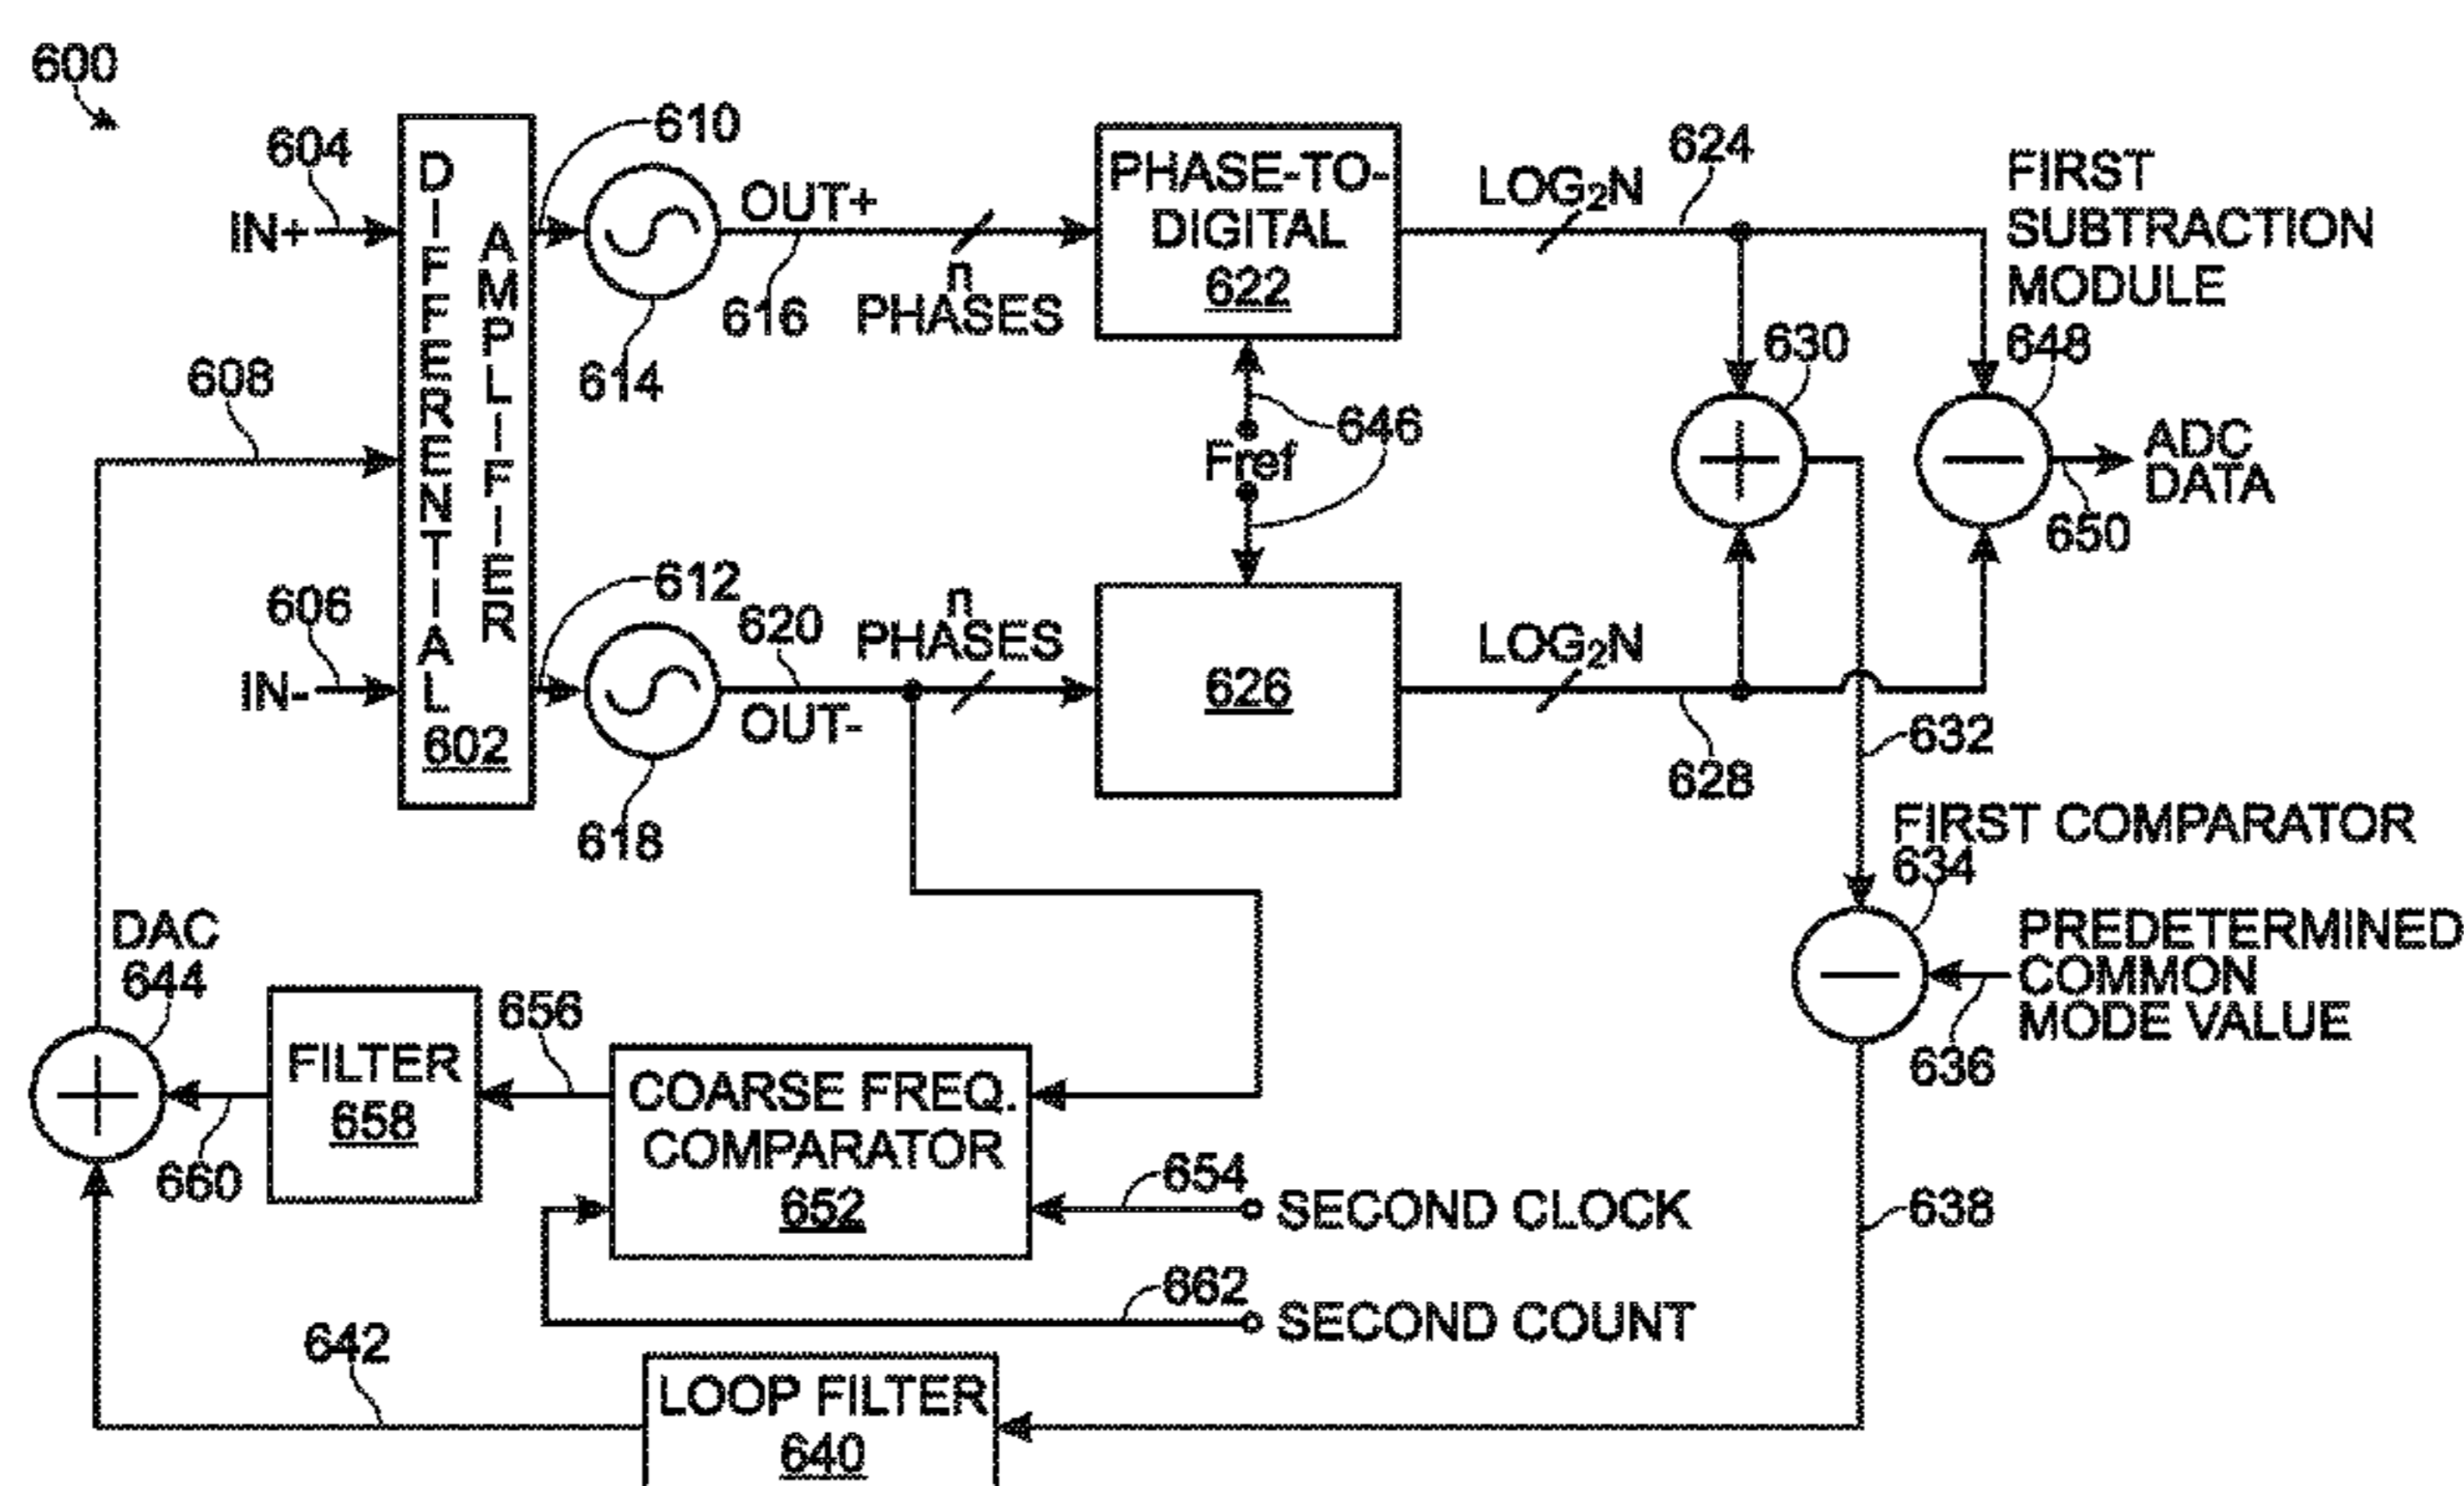 600
604
IN+
608
606
IN-
DIFFERENTIAL
AMPLIFIER
602
610
614
OUT+
616
n
PHASES
612
618
620
OUT-
n
PHASES
PHASE-TO-
DIGITAL
622
646
Fref
626
LOG2N
624
LOG2N
628
630
FIRST
SUBTRACTION
MODULE
648
ADC
DATA
650
632
FIRST COMPARATOR
634
PREDETERMINED
COMMON
MODE VALUE
636
638
DAC
644
FILTER
658
660
656
COARSE FREQ.
COMPARATOR
652
654
SECOND CLOCK
662
SECOND COUNT
642
LOOP FILTER
640